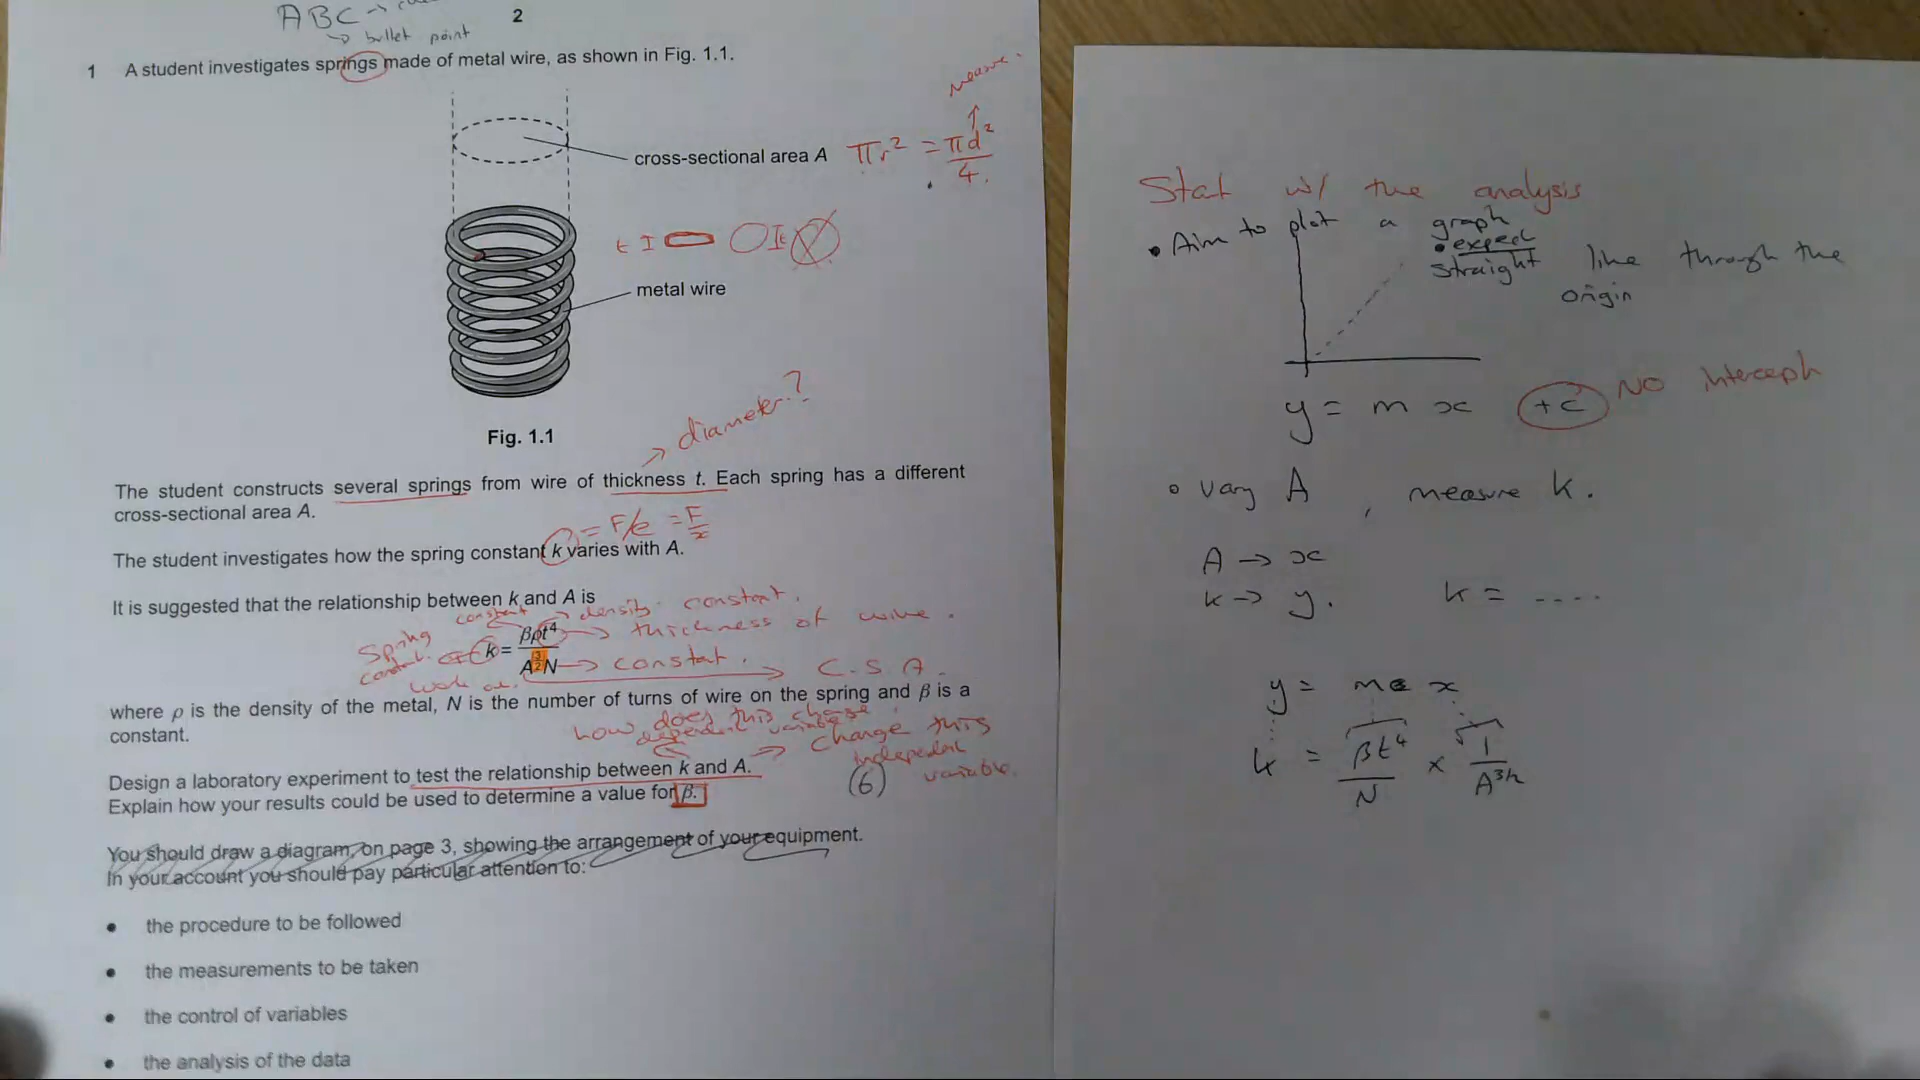 ABC →
→ bullet point
2
1 A student investigates springs made of metal wire, as shown in Fig. 1.1.
measure.
cross-sectional area A πr² = πd²/4.
t I
metal wire
diameter?
Fig. 1.1
The student constructs several springs from wire of thickness t. Each spring has a different
cross-sectional area A.
= F/e = F/x
The student investigates how the spring constant k varies with A.
It is suggested that the relationship between k and A is
constant → density. constant.
→ thickness of wire.
Spring
constant.
k = βρt⁴/(A^(3/2)N)
→ constant. → C.S.A.
work out.
where ρ is the density of the metal, N is the number of turns of wire on the spring and β is a
constant.
how does this change
dependent variable
→ change this
independent
variable.
Design a laboratory experiment to test the relationship between k and A.
(6)
Explain how your results could be used to determine a value for β.
You should draw a diagram, on page 3, showing the arrangement of your equipment.
In your account you should pay particular attention to:
• the procedure to be followed
• the measurements to be taken
• the control of variables
• the analysis of the data
Start w/ the analysis
• Aim to plot a graph
• expect
straight line through the
origin
y = m x + c NO intercept
• vary A, measure k.
A → x
k → y. k = ....
y = m x
k = βt⁴/N × 1/A^(3/2)